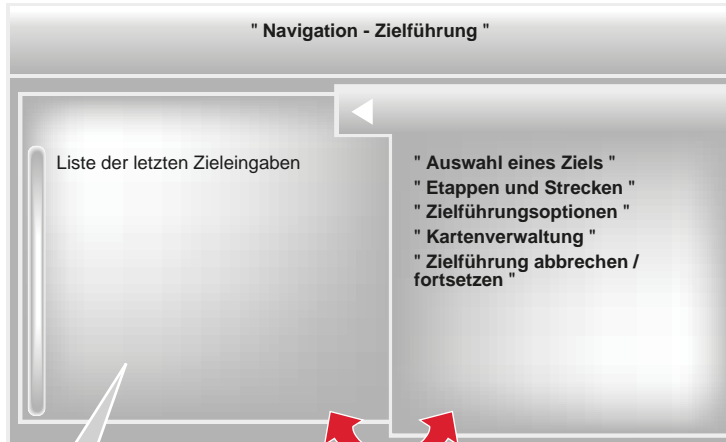 " Navigation - Zielführung "
Liste der letzten Zieleingaben
" Auswahl eines Ziels "
" Etappen und Strecken "
" Zielführungsoptionen "
" Kartenverwaltung "
" Zielführung abbrechen /
fortsetzen "